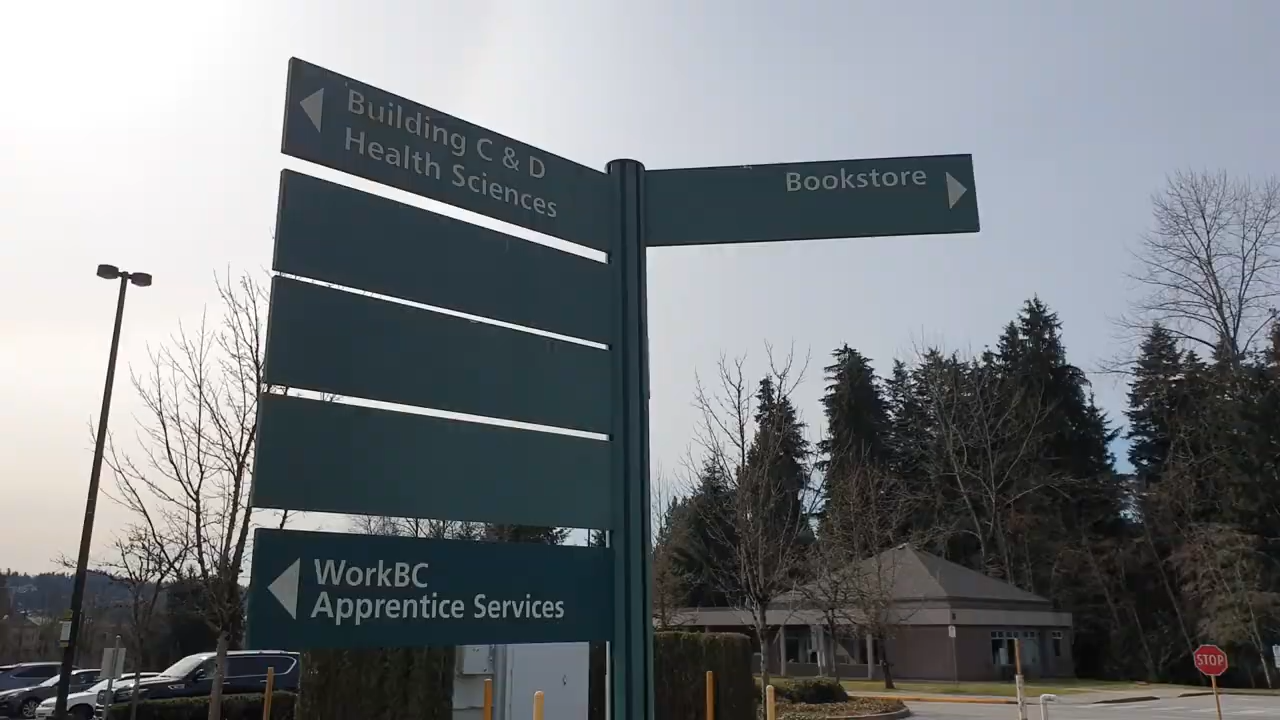 Building C & D
Health Sciences
Bookstore
WorkBC
Apprentice Services
STOP